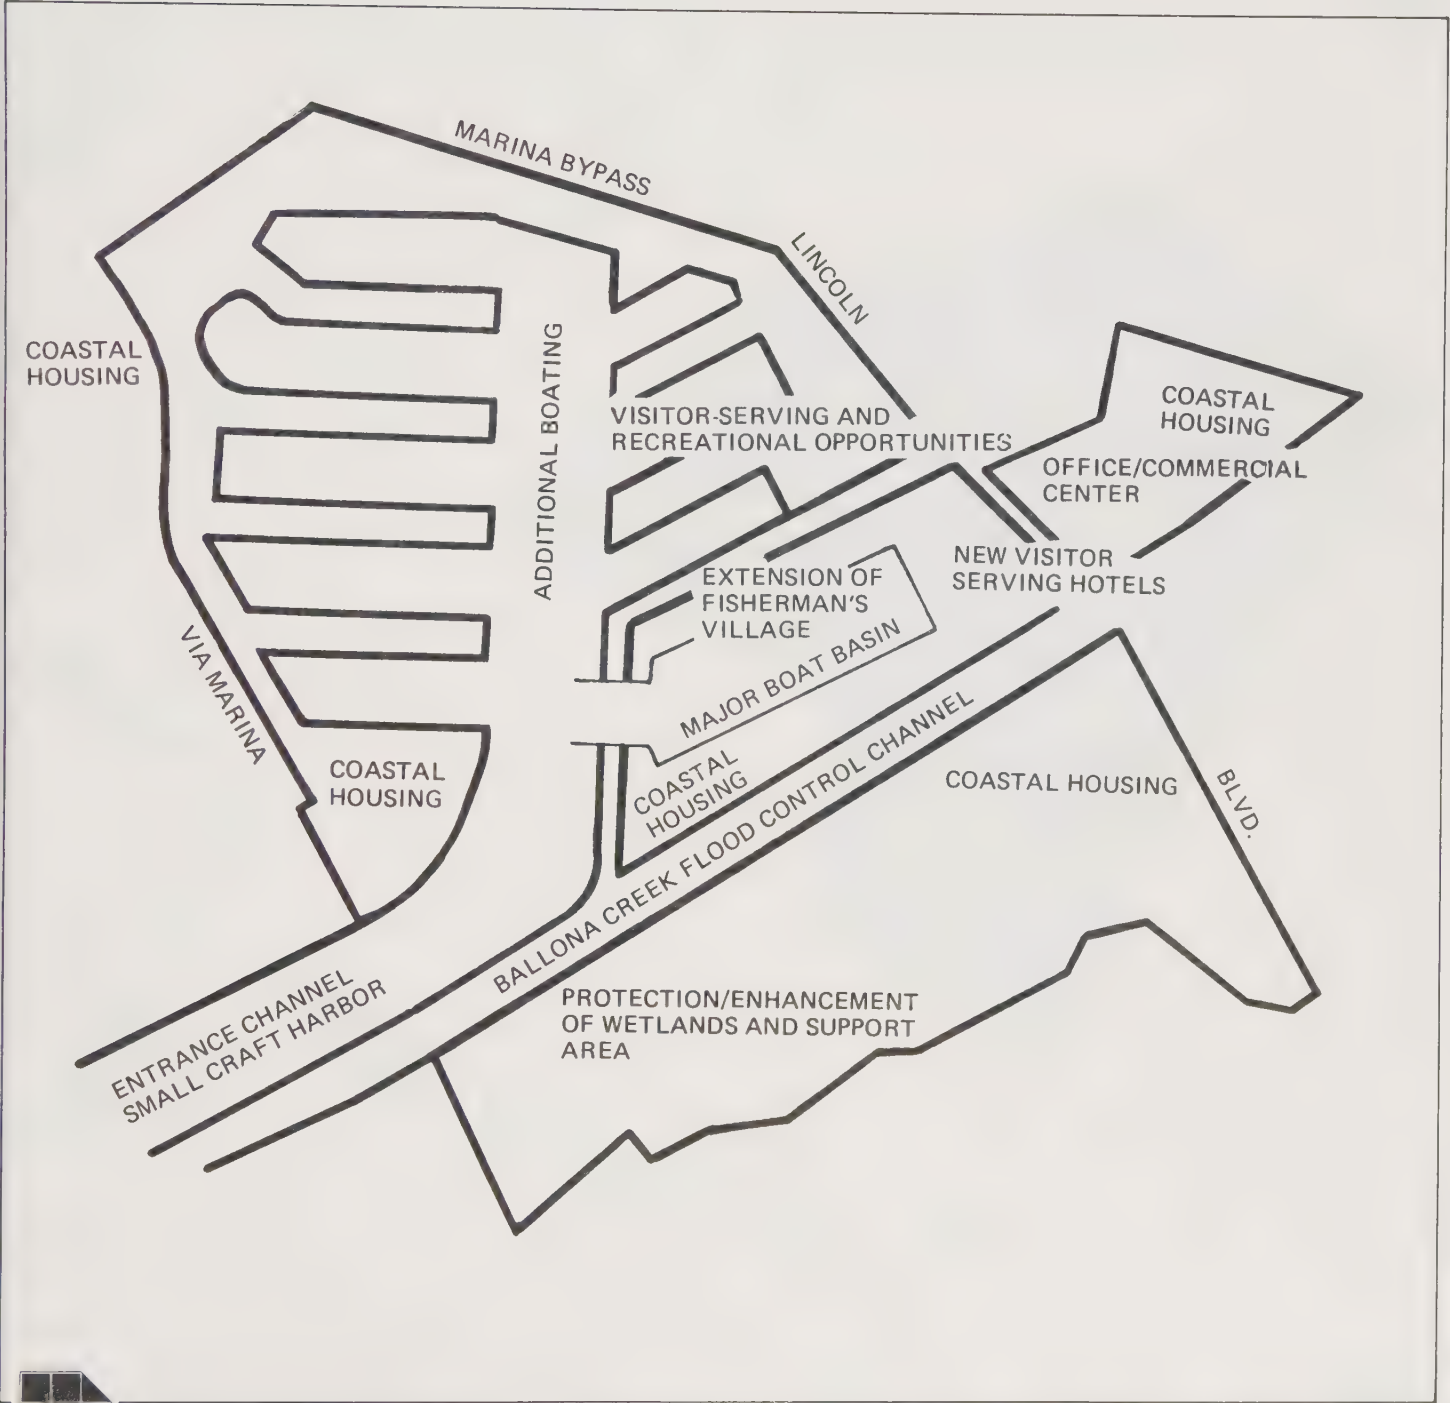 MARINA BYPASS
LINCOLN
COASTAL
HOUSING
ADDITIONAL BOATING
VISITOR-SERVING AND
RECREATIONAL OPPORTUNITIES
COASTAL
HOUSING
OFFICE/COMMERCIAL
CENTER
NEW VISITOR
SERVING HOTELS
EXTENSION OF
FISHERMAN'S
VILLAGE
MAJOR BOAT BASIN
VIA MARINA
COASTAL
HOUSING
COASTAL
HOUSING
BALLONA CREEK FLOOD CONTROL CHANNEL
COASTAL HOUSING
BLVD.
ENTRANCE CHANNEL
SMALL CRAFT HARBOR
PROTECTION/ENHANCEMENT
OF WETLANDS AND SUPPORT
AREA